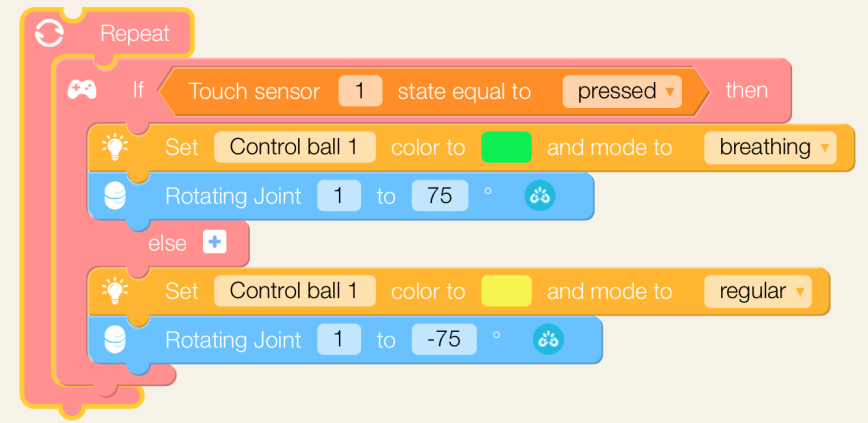 Repeat
If Touch sensor 1 state equal to pressed then
Set Control ball 1 color to and mode to breathing
Rotating Joint 1 to 75 °
else
Set Control ball 1 color to and mode to regular
Rotating Joint 1 to -75 °